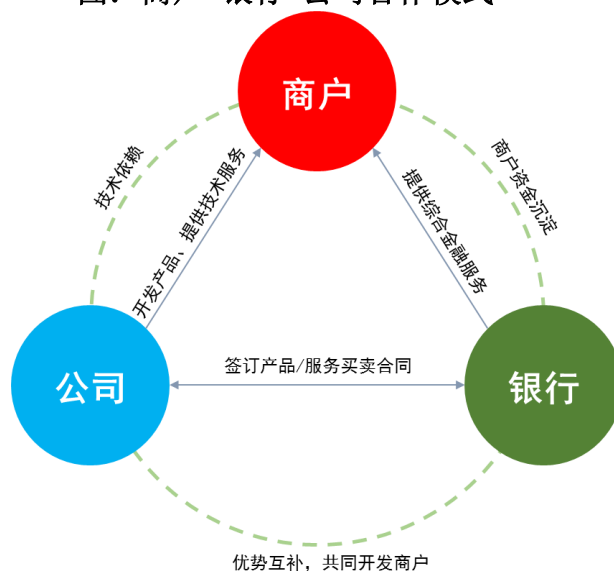 商户
技术依赖
开发产品、提供技术服务
提供综合金融服务
商户资金沉淀
公司
签订产品/服务买卖合同
银行
优势互补，共同开发商户